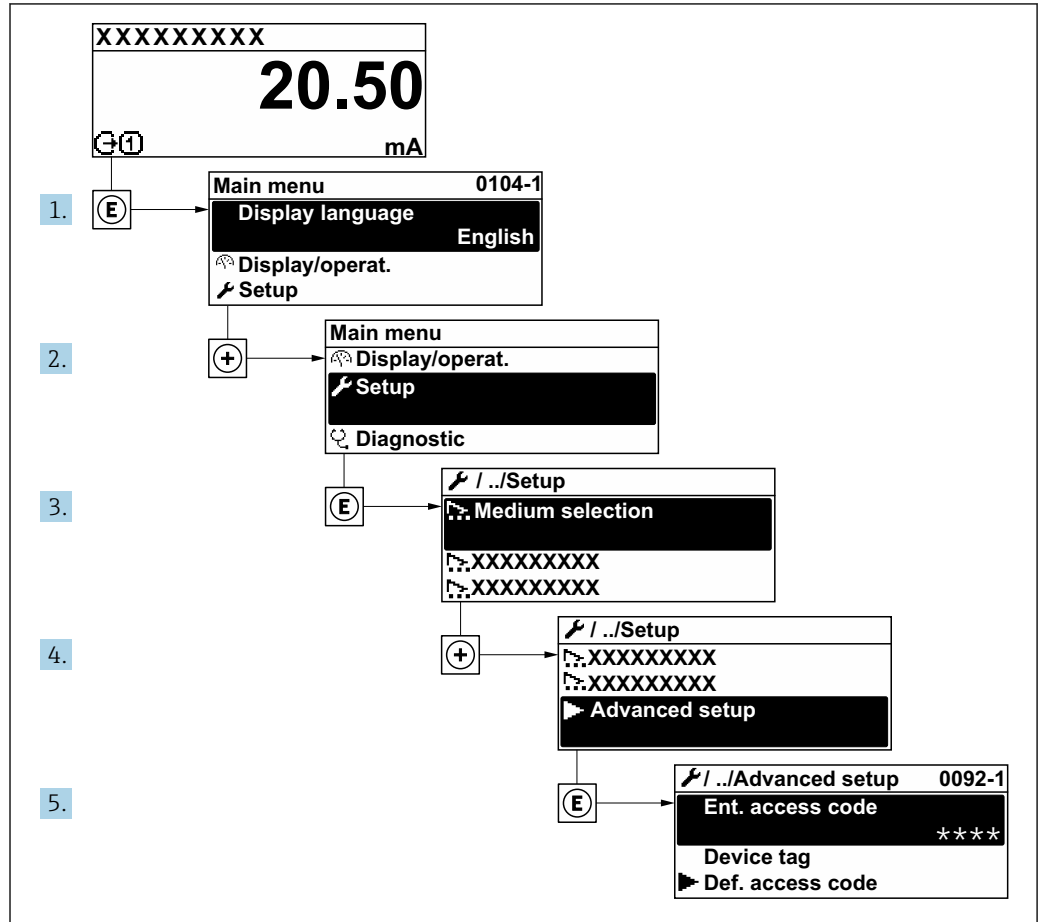 XXXXXXXXX
20.50
1 mA
1. E
Main menu 0104-1
Display language
English
Display/operat.
Setup
2. +
Main menu
Display/operat.
Setup
Diagnostic
3. E
/ ../Setup
Medium selection
XXXXXXXXX
XXXXXXXXX
4. +
/ ../Setup
XXXXXXXXX
XXXXXXXXX
Advanced setup
5. E
/ ../Advanced setup 0092-1
Ent. access code
****
Device tag
Def. access code